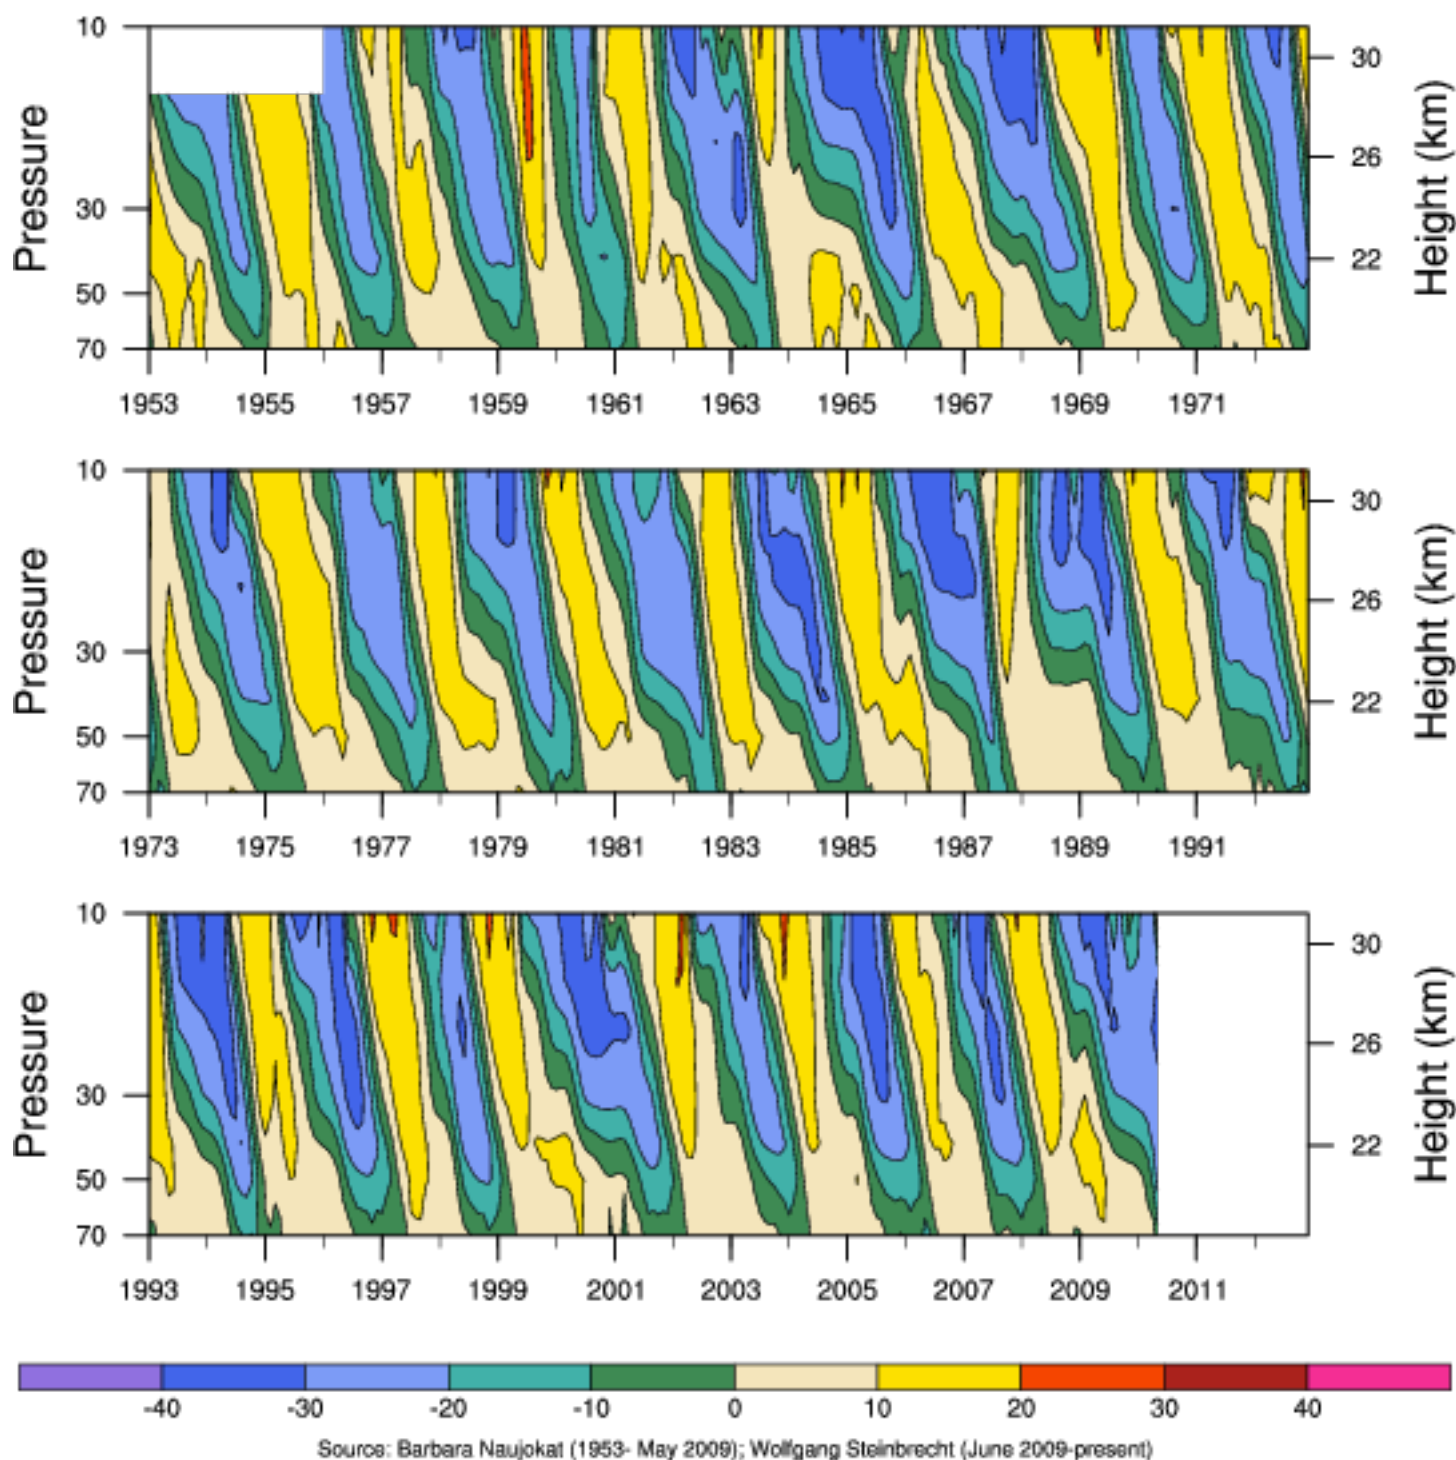 10
30
50
70
Pressure
30
26
22
Height (km)
1953 1955 1957 1959 1961 1963 1965 1967 1969 1971
10
30
50
70
Pressure
30
26
22
Height (km)
1973 1975 1977 1979 1981 1983 1985 1987 1989 1991
10
30
50
70
Pressure
30
26
22
Height (km)
1993 1995 1997 1999 2001 2003 2005 2007 2009 2011
-40 -30 -20 -10 0 10 20 30 40
Source: Barbara Naujokat (1953- May 2009); Wolfgang Steinbrecht (June 2009-present)